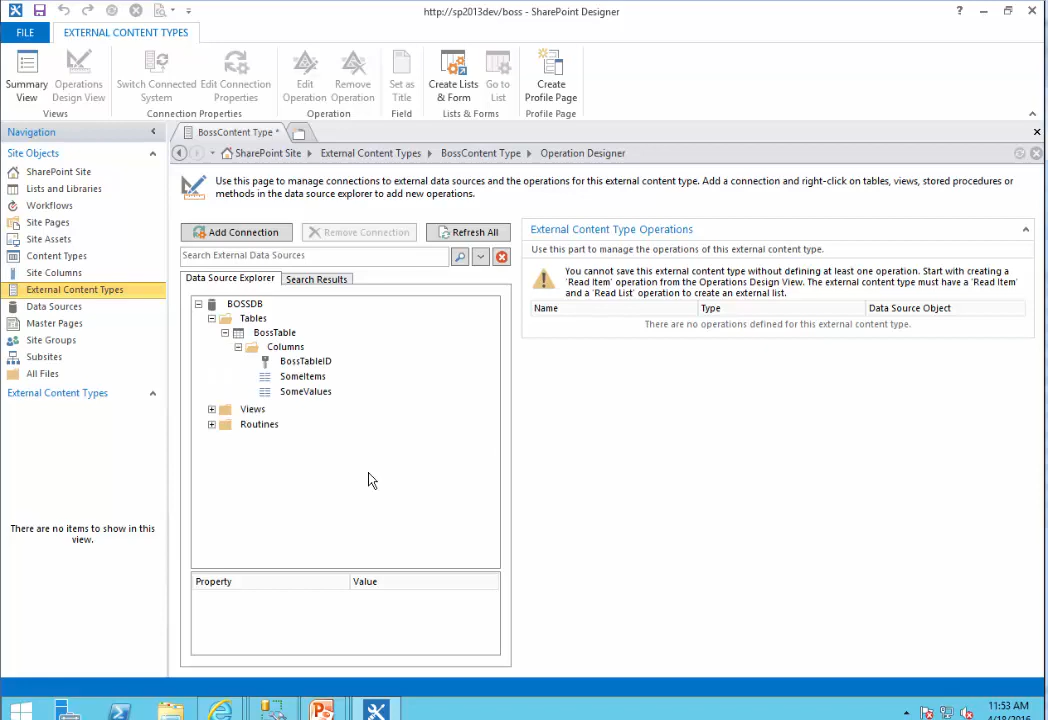 http://sp2013dev/boss - SharePoint Designer
FILE
EXTERNAL CONTENT TYPES
Summary View
Operations Design View
Switch Connected System
Edit Connection Properties
Edit Operation
Remove Operation
Set as Title
Create Lists & Form
Go to List
Create Profile Page
Views
Connection Properties
Operation
Field
Lists & Forms
Profile Page
Navigation
Site Objects
SharePoint Site
Lists and Libraries
Workflows
Site Pages
Site Assets
Content Types
Site Columns
External Content Types
Data Sources
Master Pages
Site Groups
Subsites
All Files
External Content Types
There are no items to show in this
view.
BossContent Type *
SharePoint Site
External Content Types
BossContent Type
Operation Designer
Use this page to manage connections to external data sources and the operations for this external content type. Add a connection and right-click on tables, views, stored procedures or
methods in the data source explorer to add new operations.
Add Connection
Remove Connection
Refresh All
Search External Data Sources
Data Source Explorer
Search Results
BOSSDB
Tables
BossTable
Columns
BossTableID
SomeItems
SomeValues
Views
Routines
Property
Value
External Content Type Operations
Use this part to manage the operations of this external content type.
You cannot save this external content type without defining at least one operation. Start with creating a
'Read Item' operation from the Operations Design View. The external content type must have a 'Read Item'
and a 'Read List' operation to create an external list.
Name
Type
Data Source Object
There are no operations defined for this external content type.
11:53 AM
4/18/2016